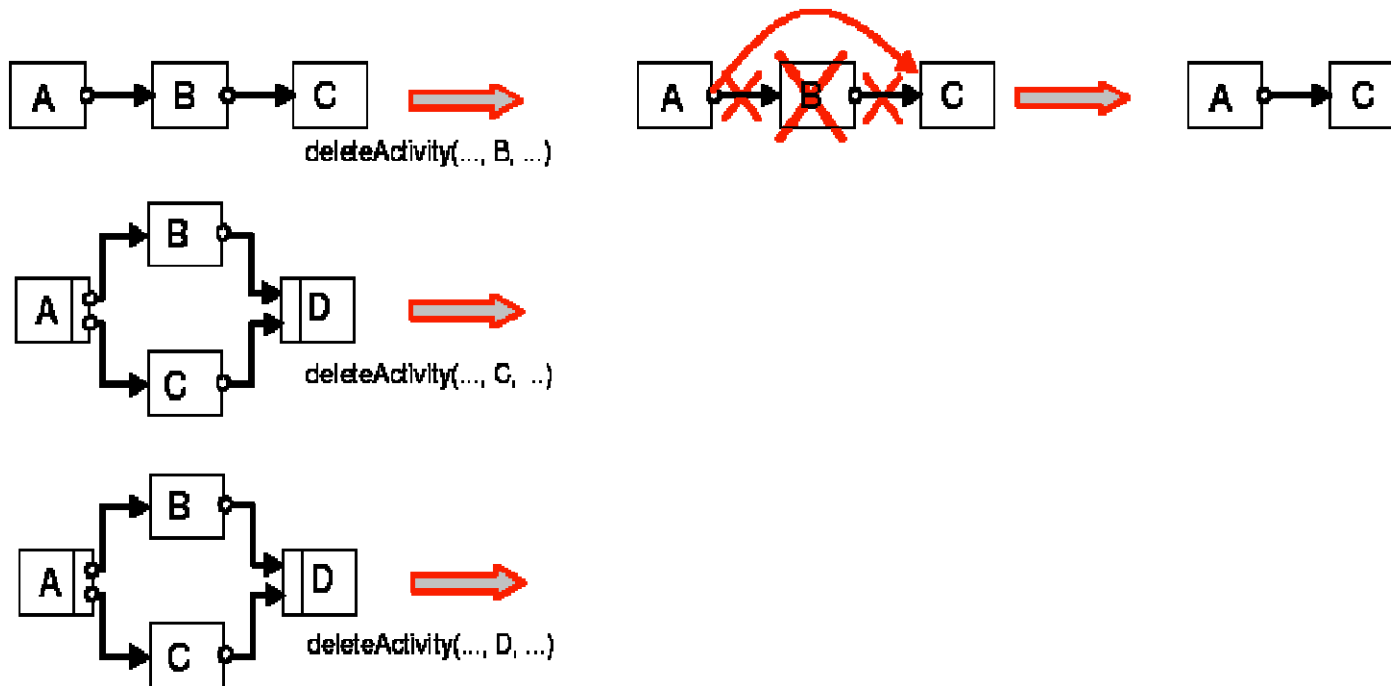 A B C A B C A C
deleteActivity(..., B, ...)
B
A D
C
deleteActivity(..., C, ..)
B
A D
C
deleteActivity(..., D, ...)